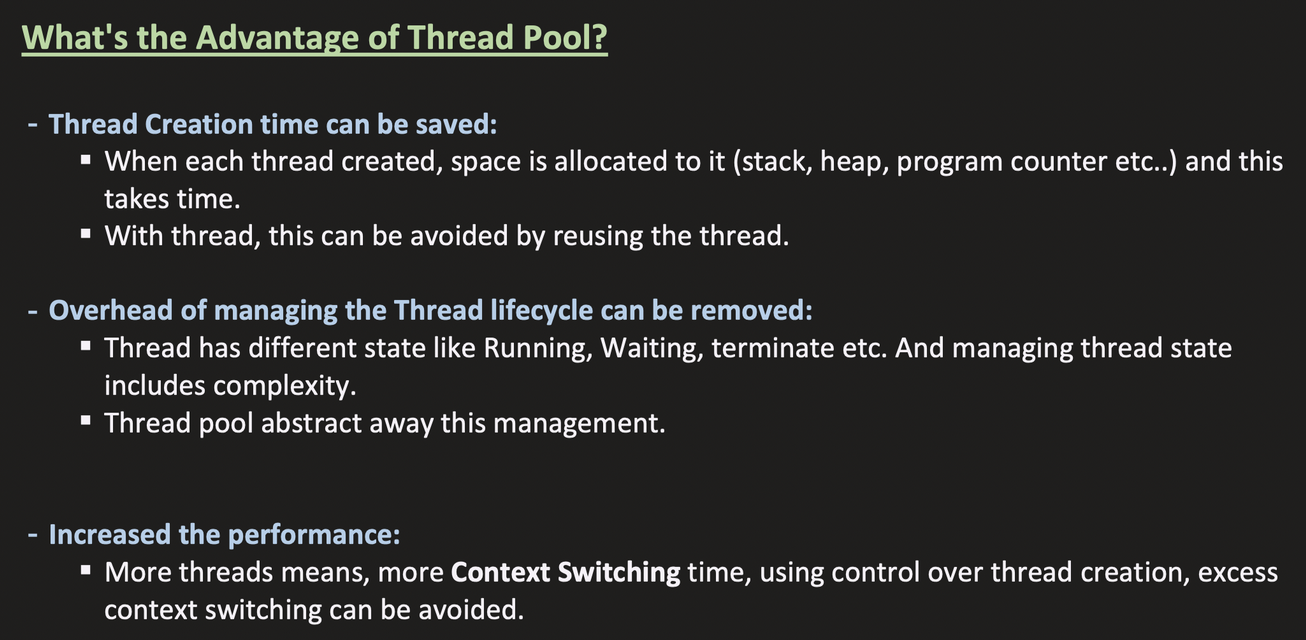 What's the Advantage of Thread Pool?
- Thread Creation time can be saved:
▪ When each thread created, space is allocated to it (stack, heap, program counter etc..) and this
takes time.
▪ With thread, this can be avoided by reusing the thread.
- Overhead of managing the Thread lifecycle can be removed:
▪ Thread has different state like Running, Waiting, terminate etc. And managing thread state
includes complexity.
▪ Thread pool abstract away this management.
- Increased the performance:
▪ More threads means, more Context Switching time, using control over thread creation, excess
context switching can be avoided.